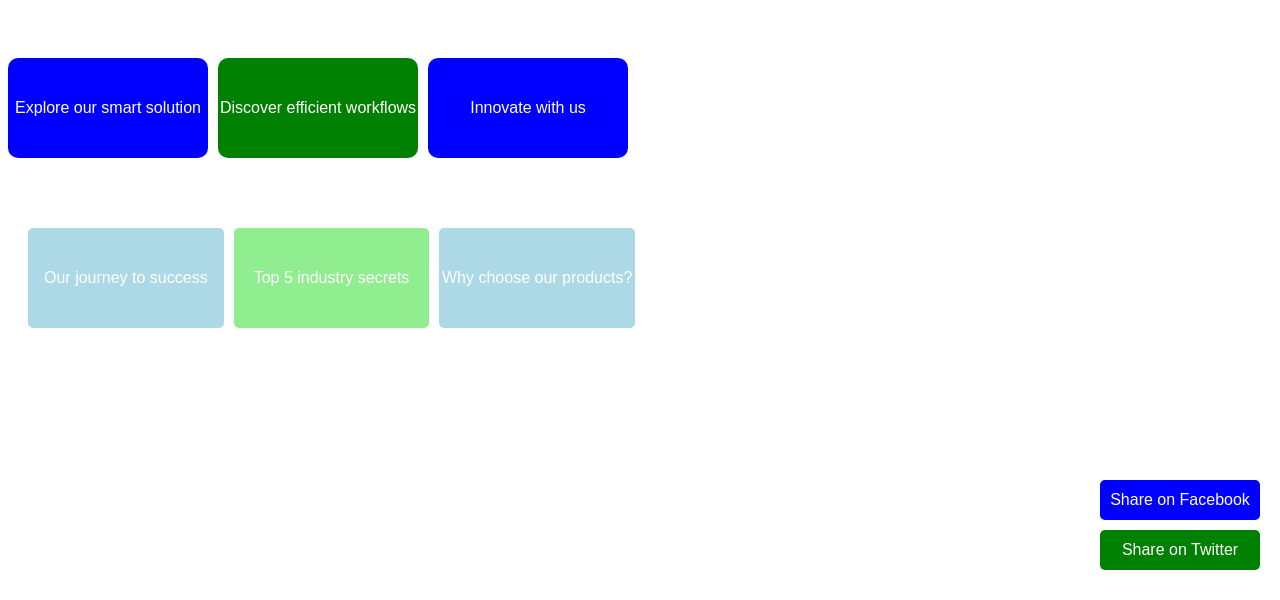 Explore our smart solution
Discover efficient workflows
Innovate with us
Our journey to success
Top 5 industry secrets
Why choose our products?
Share on Facebook
Share on Twitter